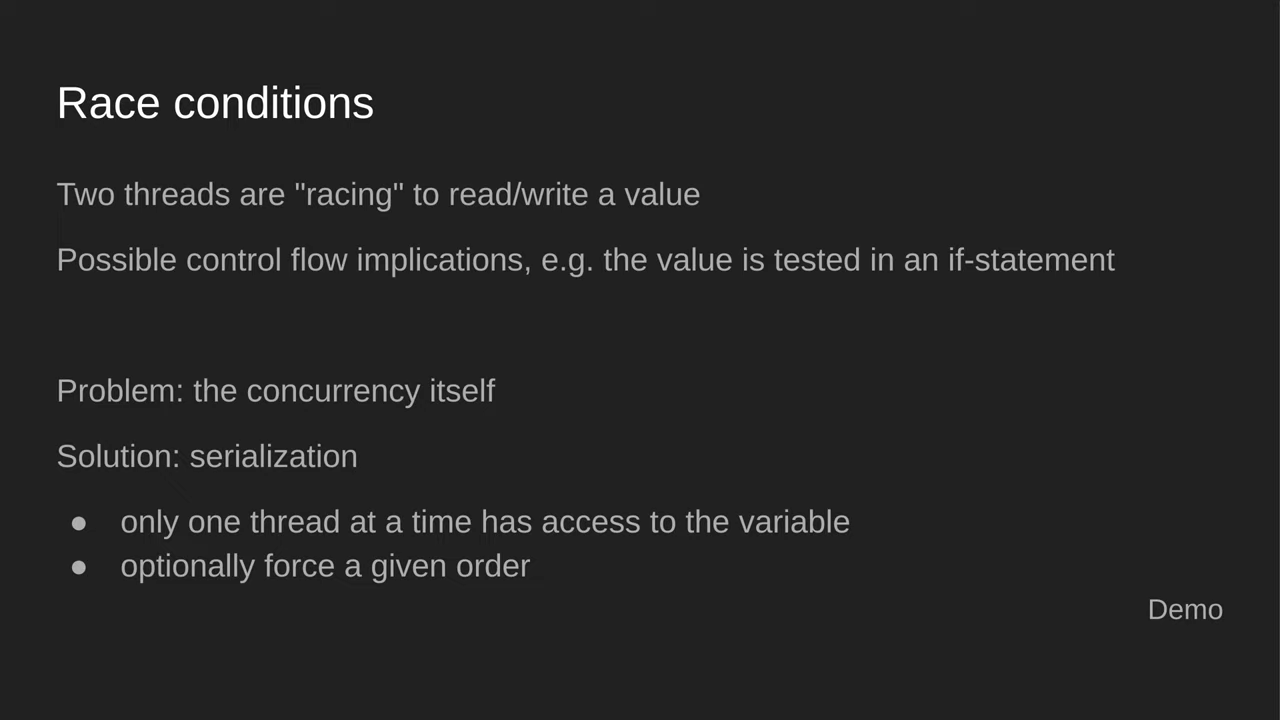 Race conditions
Two threads are "racing" to read/write a value
Possible control flow implications, e.g. the value is tested in an if-statement
Problem: the concurrency itself
Solution: serialization
● only one thread at a time has access to the variable
● optionally force a given order
Demo